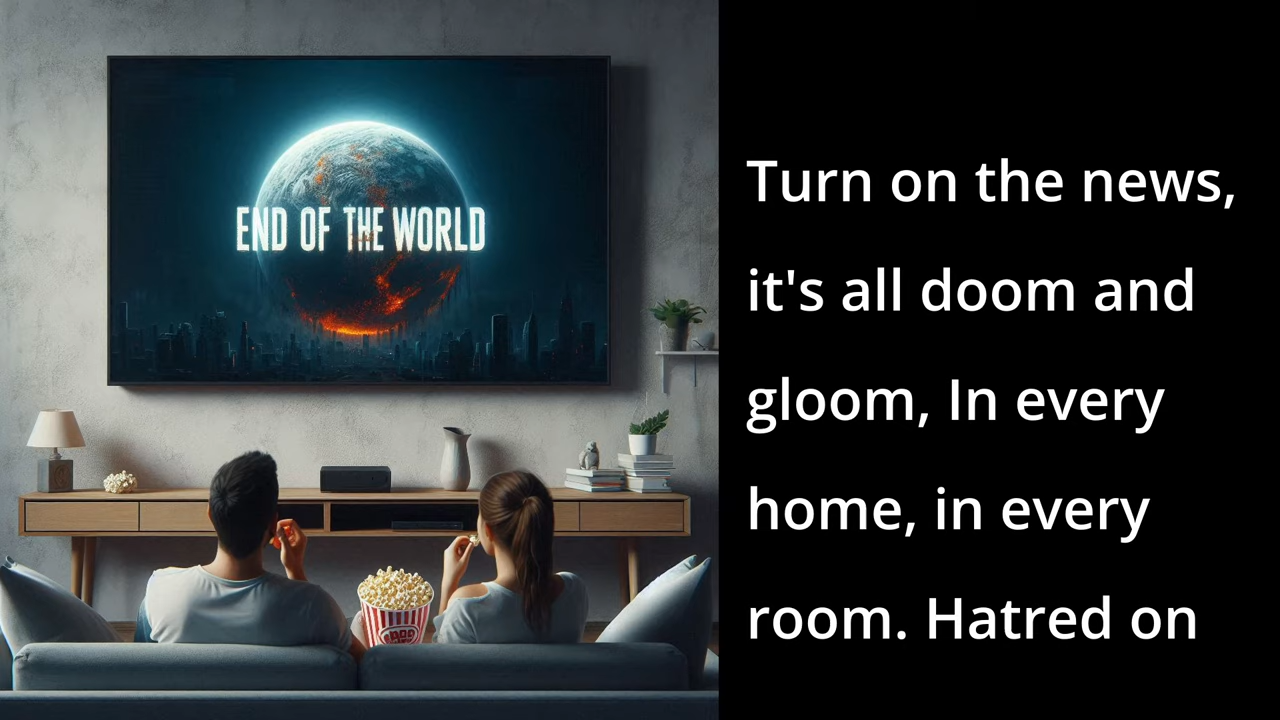 END OF THE WORLD
Turn on the news,
it's all doom and
gloom, In every
home, in every
room. Hatred on